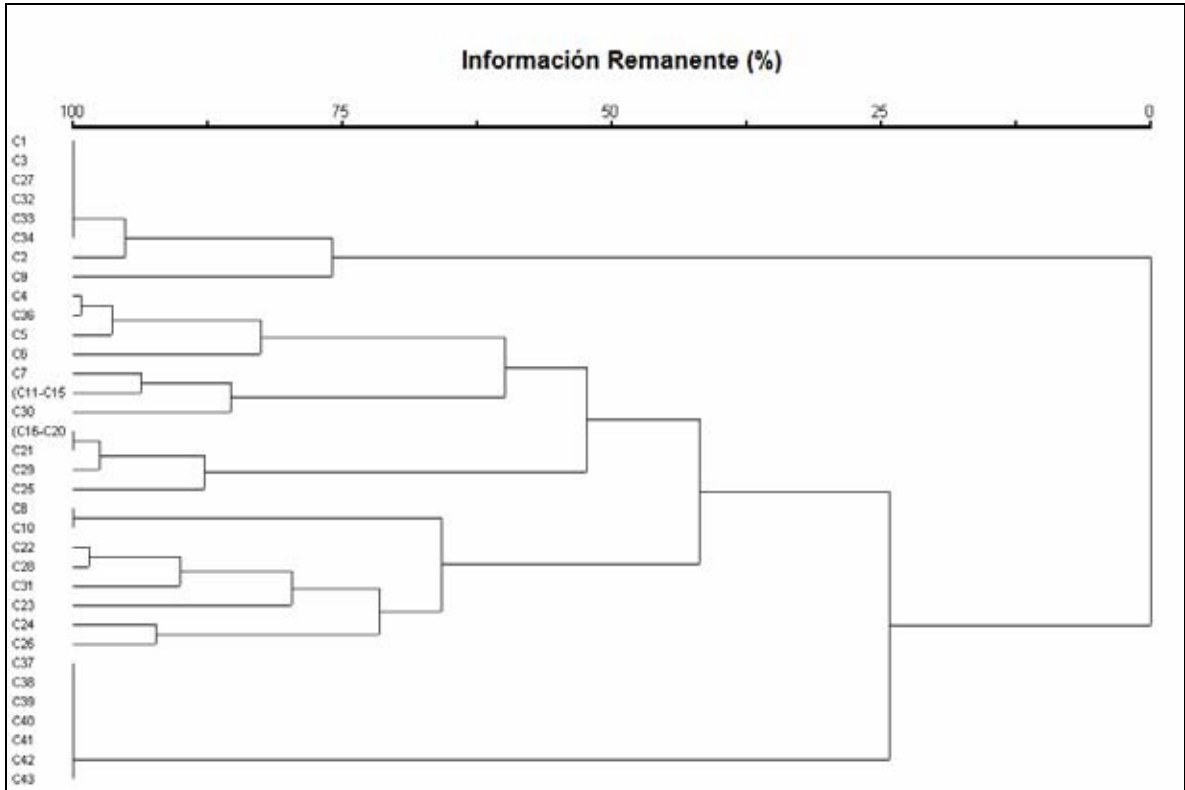 Información Remanente (%)
100 75 50 25 0
C1
C3
C27
C32
C33
C34
C2
C9
C4
C36
C5
C6
C7
(C11-C15
C30
(C16-C20
C21
C29
C25
C8
C10
C22
C28
C31
C23
C24
C26
C37
C38
C39
C40
C41
C42
C43